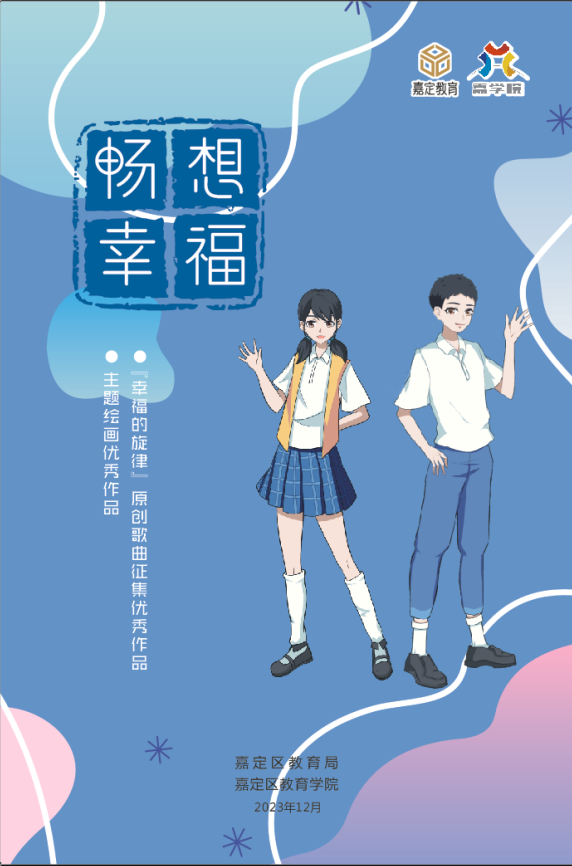 嘉定教育
嘉学院
畅想
幸福
●『幸福的旋律』原创歌曲征集优秀作品
●主题绘画优秀作品
嘉定区教育局
嘉定区教育学院
2023年12月